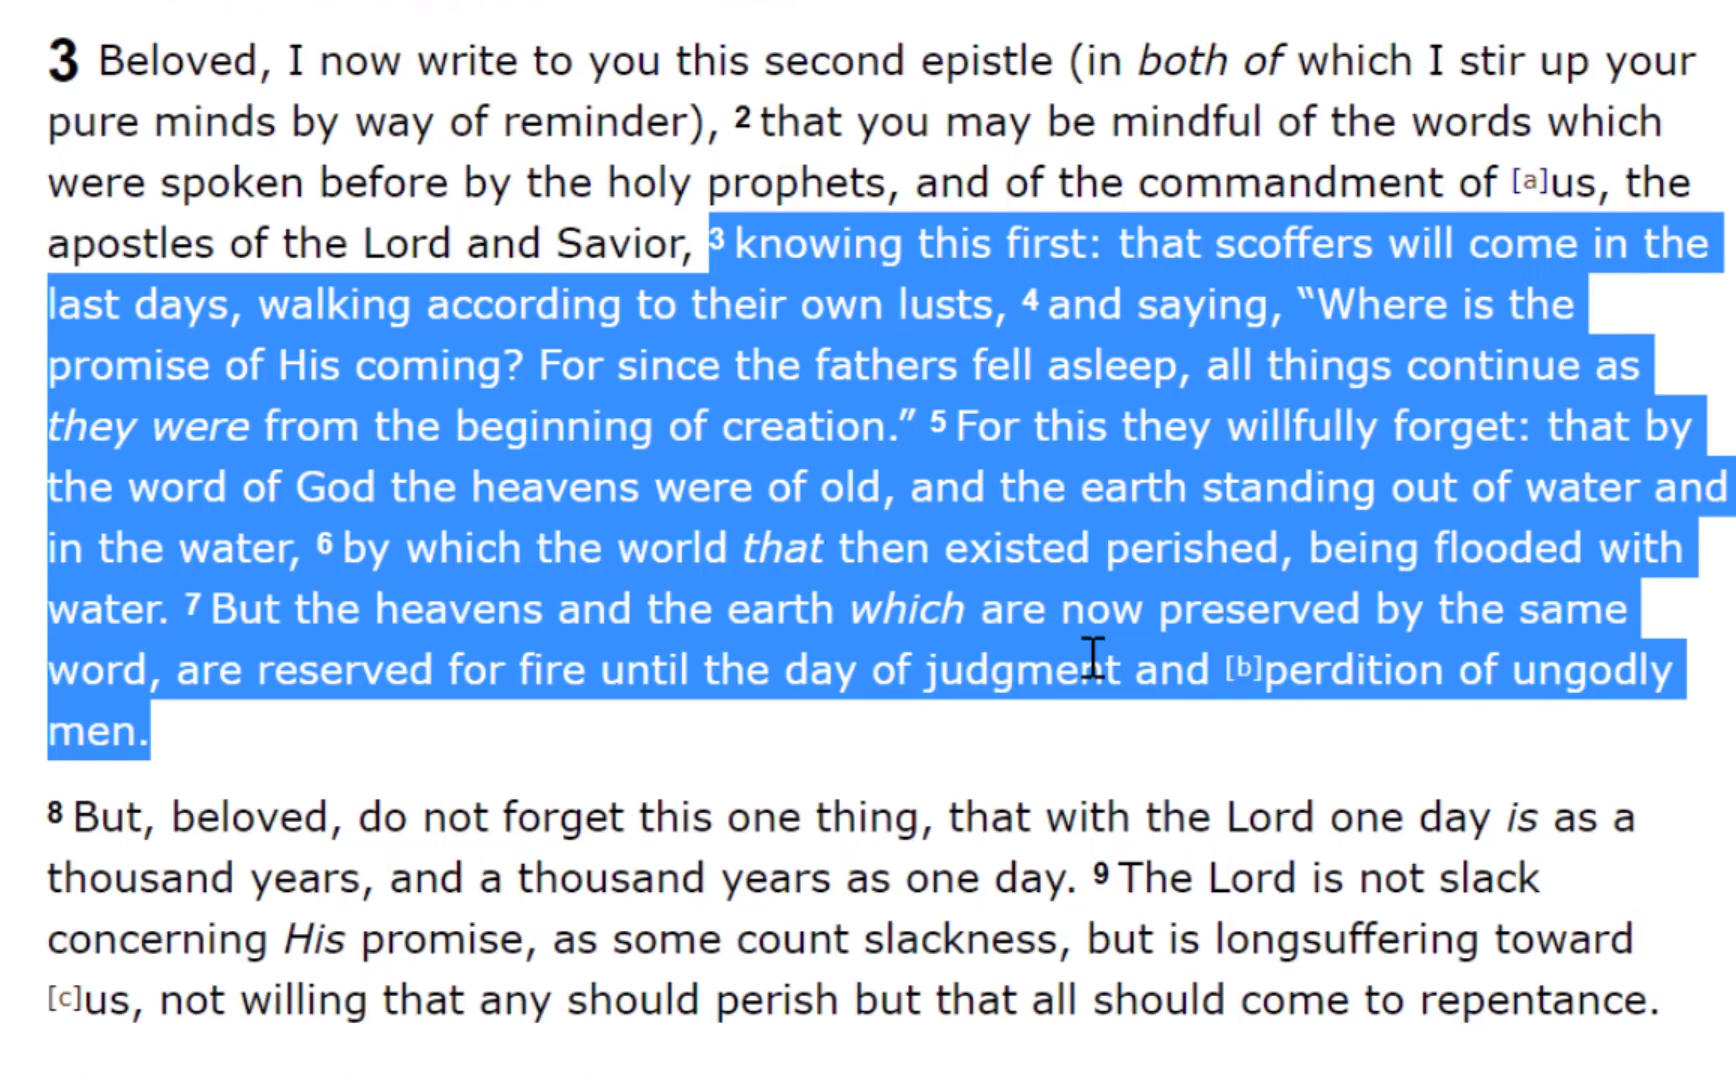 3 Beloved, I now write to you this second epistle (in both of which I stir up your
pure minds by way of reminder), 2 that you may be mindful of the words which
were spoken before by the holy prophets, and of the commandment of [a]us, the
apostles of the Lord and Savior, 3 knowing this first: that scoffers will come in the
last days, walking according to their own lusts, 4 and saying, “Where is the
promise of His coming? For since the fathers fell asleep, all things continue as
they were from the beginning of creation.” 5 For this they willfully forget: that by
the word of God the heavens were of old, and the earth standing out of water and
in the water, 6 by which the world that then existed perished, being flooded with
water. 7 But the heavens and the earth which are now preserved by the same
word, are reserved for fire until the day of judgment and [b]perdition of ungodly
men.
8 But, beloved, do not forget this one thing, that with the Lord one day is as a
thousand years, and a thousand years as one day. 9 The Lord is not slack
concerning His promise, as some count slackness, but is longsuffering toward
[c]us, not willing that any should perish but that all should come to repentance.